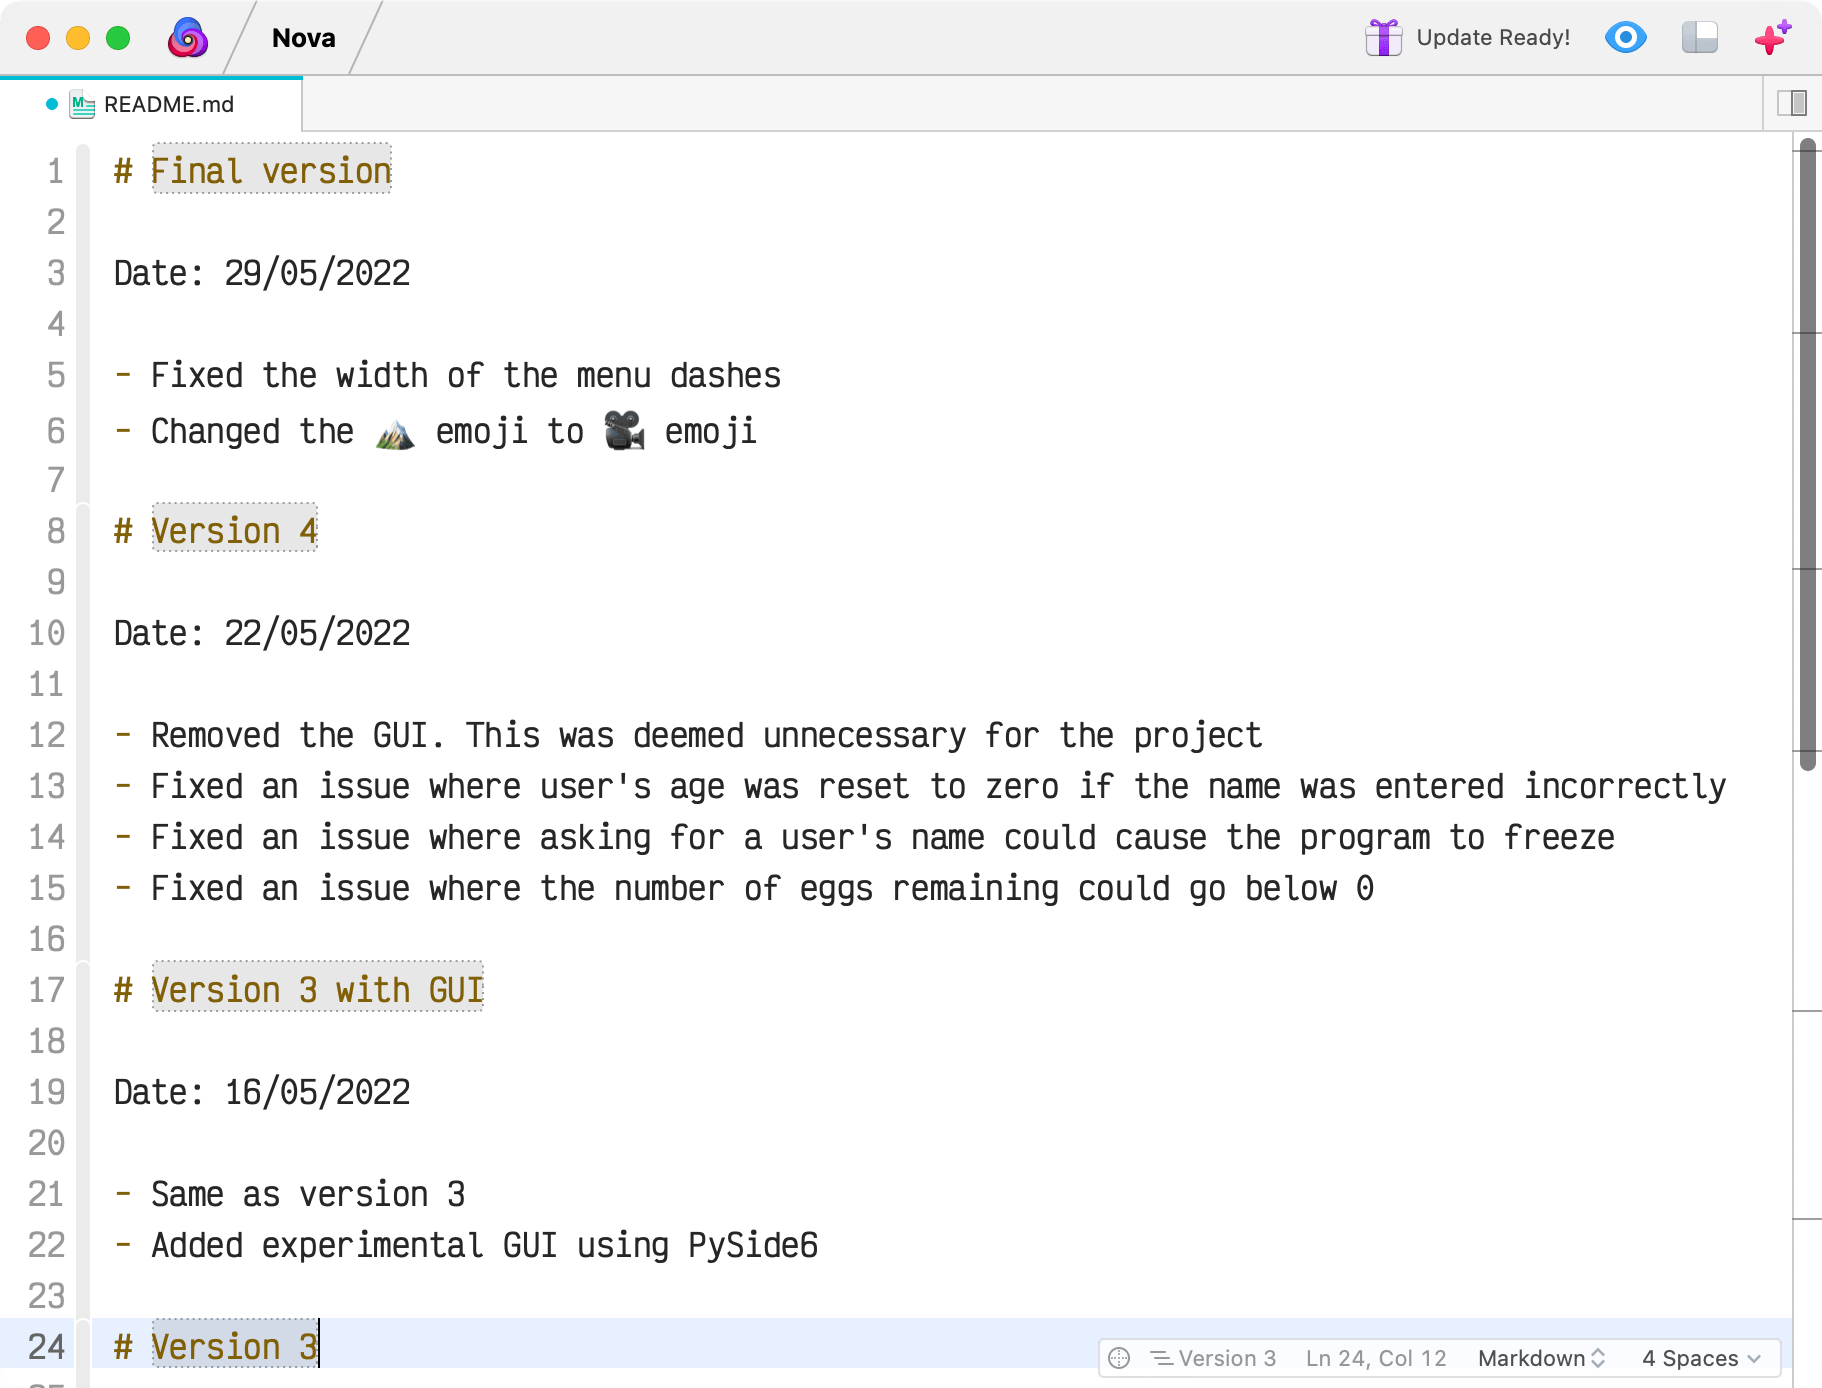 Nova
Update Ready!
README.md
1 # Final version
2
3 Date: 29/05/2022
4
5 - Fixed the width of the menu dashes
6 - Changed the 🏔️ emoji to 🎥 emoji
7
8 # Version 4
9
10 Date: 22/05/2022
11
12 - Removed the GUI. This was deemed unnecessary for the project
13 - Fixed an issue where user's age was reset to zero if the name was entered incorrectly
14 - Fixed an issue where asking for a user's name could cause the program to freeze
15 - Fixed an issue where the number of eggs remaining could go below 0
16
17 # Version 3 with GUI
18
19 Date: 16/05/2022
20
21 - Same as version 3
22 - Added experimental GUI using PySide6
23
24 # Version 3
Version 3 Ln 24, Col 12 Markdown 4 Spaces